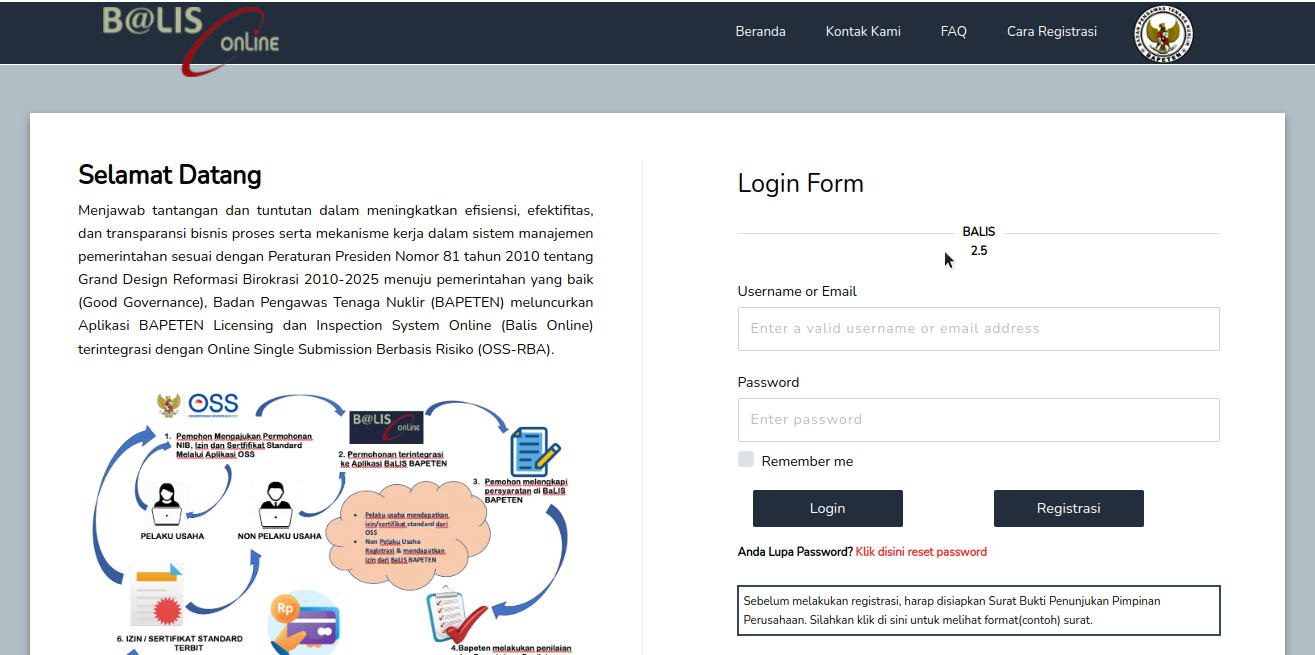 B@LIS
onLine
Beranda
Kontak Kami
FAQ
Cara Registrasi
BADAN PENGAWAS TENAGA NUKLIR
BAPETEN
Selamat Datang
Menjawab tantangan dan tuntutan dalam meningkatkan efisiensi, efektifitas,
dan transparansi bisnis proses serta mekanisme kerja dalam sistem manajemen
pemerintahan sesuai dengan Peraturan Presiden Nomor 81 tahun 2010 tentang
Grand Design Reformasi Birokrasi 2010-2025 menuju pemerintahan yang baik
(Good Governance), Badan Pengawas Tenaga Nuklir (BAPETEN) meluncurkan
Aplikasi BAPETEN Licensing dan Inspection System Online (Balis Online)
terintegrasi dengan Online Single Submission Berbasis Risiko (OSS-RBA).
OSS
1. Pemohon Mengajukan Permohonan
NIB, Izin dan Sertfifikat Standard
Melalui Aplikasi OSS
B@LIS
onLine
2. Permohonan terintegrasi
ke Aplikasi BaLIS BAPETEN
3. Pemohon melengkapi
persyaratan di BaLIS
BAPETEN
PELAKU USAHA
NON PELAKU USAHA
• Pelaku usaha mendapatkan
izin/sertifikat standard dari
OSS
• Non Pelaku Usaha
Registrasi & mendapatkan
Izin dari BaLIS BAPETEN
Rp
6. IZIN / SERTIFIKAT STANDARD
TERBIT
4.Bapeten melakukan penilaian
Login Form
BALIS
2.5
Username or Email
Enter a valid username or email address
Password
Enter password
Remember me
Login
Registrasi
Anda Lupa Password? Klik disini reset password
Sebelum melakukan registrasi, harap disiapkan Surat Bukti Penunjukan Pimpinan
Perusahaan. Silahkan klik di sini untuk melihat format(contoh) surat.